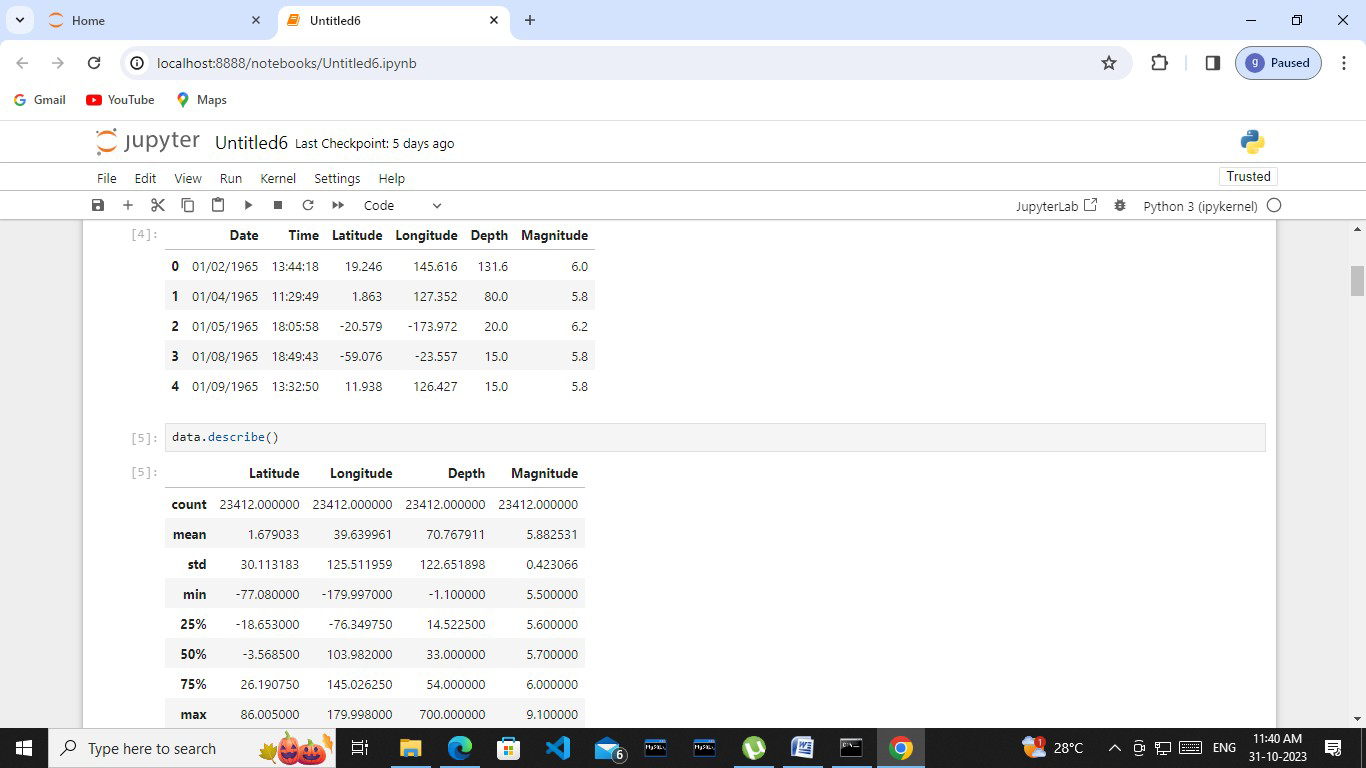 Home
Untitled6
localhost:8888/notebooks/Untitled6.ipynb
g Paused
Gmail YouTube Maps
jupyter Untitled6 Last Checkpoint: 5 days ago
File Edit View Run Kernel Settings Help Trusted
Code JupyterLab Python 3 (ipykernel)
[4]: Date Time Latitude Longitude Depth Magnitude
0 01/02/1965 13:44:18 19.246 145.616 131.6 6.0
1 01/04/1965 11:29:49 1.863 127.352 80.0 5.8
2 01/05/1965 18:05:58 -20.579 -173.972 20.0 6.2
3 01/08/1965 18:49:43 -59.076 -23.557 15.0 5.8
4 01/09/1965 13:32:50 11.938 126.427 15.0 5.8
[5]: data.describe()
[5]: Latitude Longitude Depth Magnitude
count 23412.000000 23412.000000 23412.000000 23412.000000
mean 1.679033 39.639961 70.767911 5.882531
std 30.113183 125.511959 122.651898 0.423066
min -77.080000 -179.997000 -1.100000 5.500000
25% -18.653000 -76.349750 14.522500 5.600000
50% -3.568500 103.982000 33.000000 5.700000
75% 26.190750 145.026250 54.000000 6.000000
max 86.005000 179.998000 700.000000 9.100000
Type here to search 6 MySQL MySQL 1 28°C ENG 11:40 AM
31-10-2023